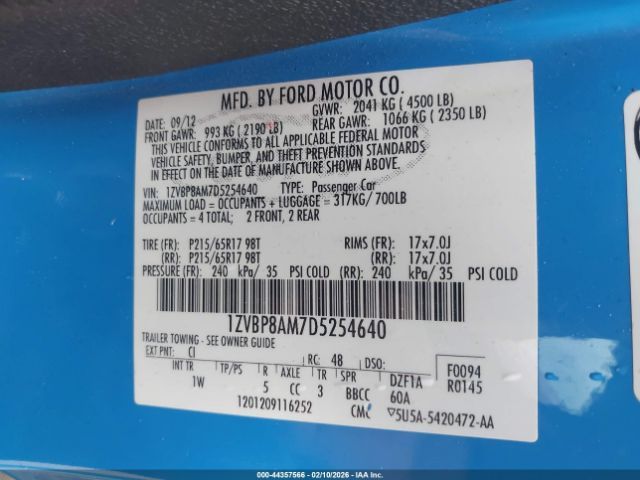 MFD. BY FORD MOTOR CO.
DATE: 09/12 GVWR: 2041 KG ( 4500 LB)
FRONT GAWR: 993 KG ( 2190 LB) REAR GAWR: 1066 KG ( 2350 LB)
THIS VEHICLE CONFORMS TO ALL APPLICABLE FEDERAL MOTOR
VEHICLE SAFETY, BUMPER, AND THEFT PREVENTION STANDARDS
IN EFFECT ON THE DATE OF MANUFACTURE SHOWN ABOVE.
VIN: 1ZVBP8AM7D5254640 TYPE: Passenger Car
MAXIMUM LOAD = OCCUPANTS + LUGGAGE = 317KG/ 700LB
OCCUPANTS = 4 TOTAL; 2 FRONT, 2 REAR
TIRE (FR): P215/65R17 98T RIMS (FR): 17x7.0J
(RR): P215/65R17 98T (RR): 17x7.0J
PRESSURE (FR): 240 kPa/ 35 PSI COLD (RR): 240 kPa/ 35 PSI COLD
1ZVBP8AM7D5254640
TRAILER TOWING - SEE OWNER GUIDE
EXT PNT: CI RC: 48 DSO: F0094
INT TR TP/PS R AXLE TR SPR DZF1A R0145
1W 5 CC 3 BBCC 60A
1201209116252 CMC 5U5A-5420472-AA
000-44357566 - 02/10/2026 - IAAI.COM